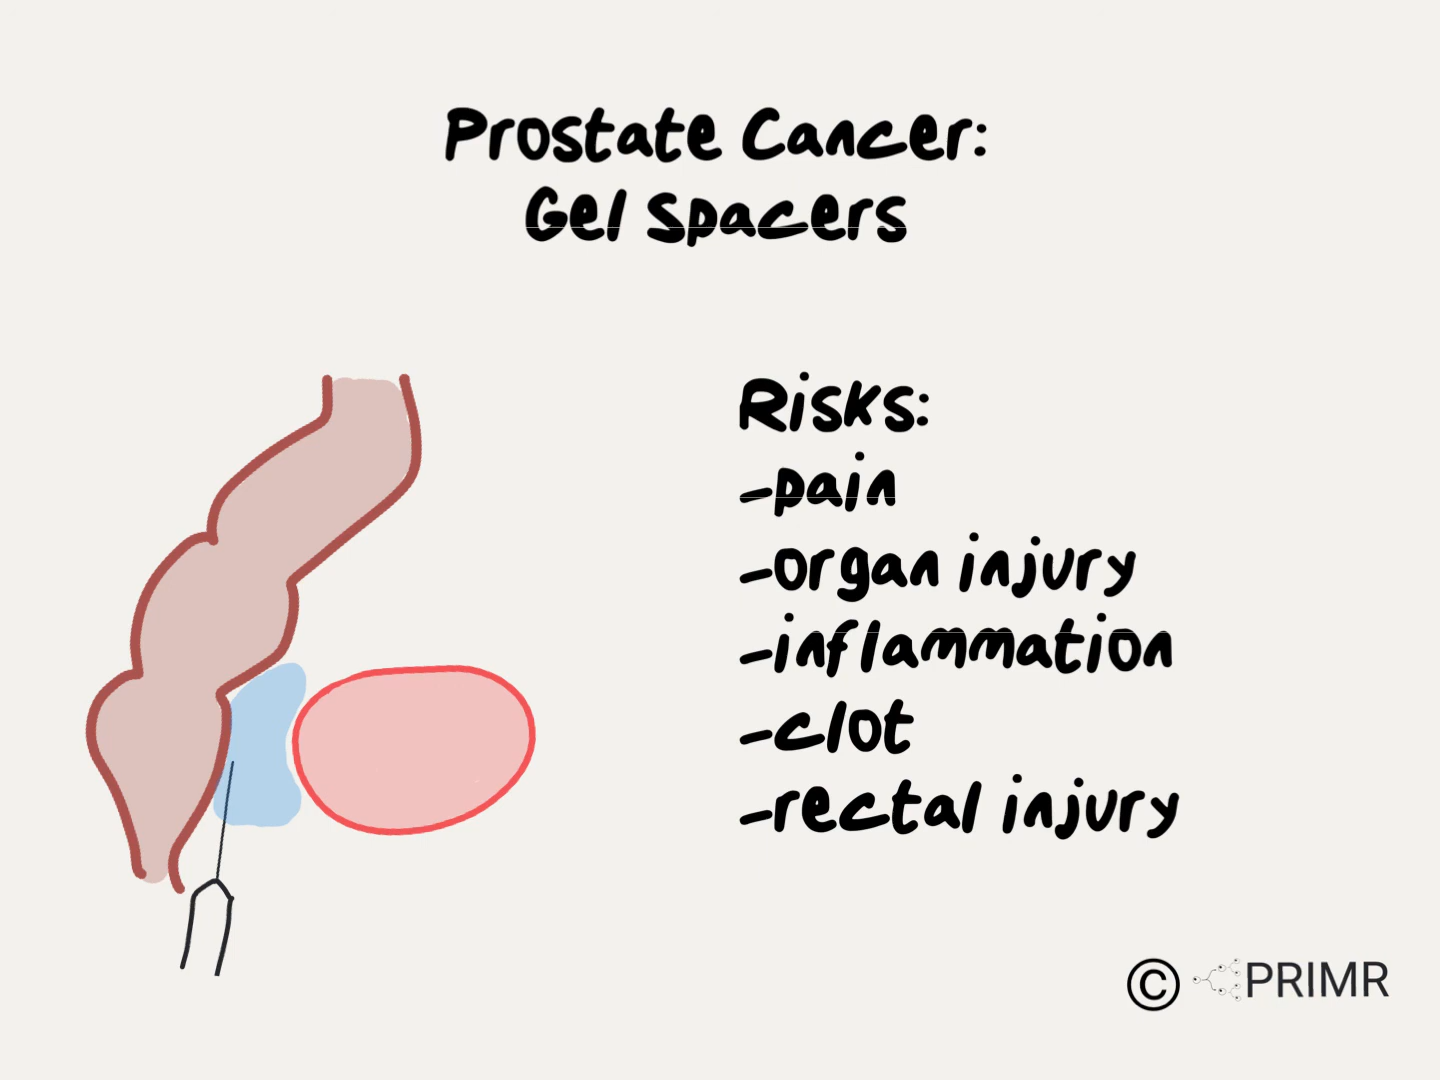 Prostate Cancer:
Gel Spacers
Risks:
-pain
-organ injury
-inflammation
-clot
-rectal injury
© PRIMR